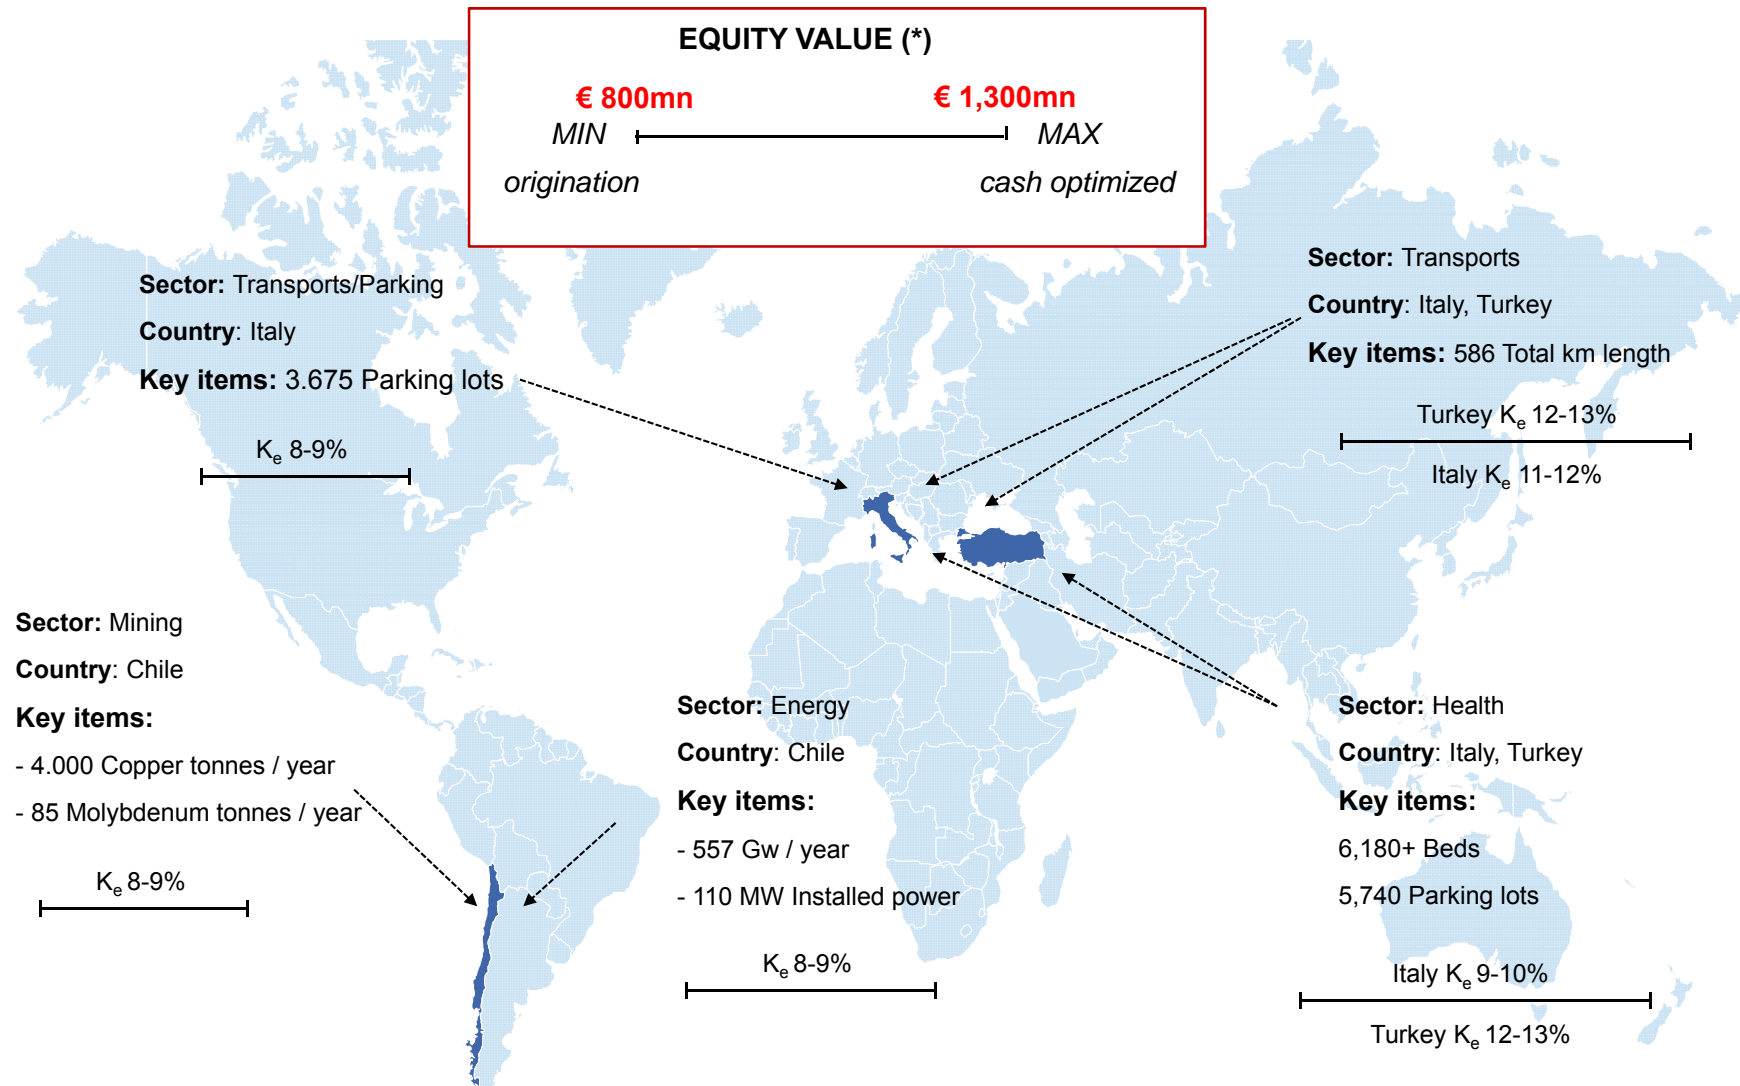 EQUITY VALUE (*)
€ 800mn € 1,300mn
MIN MAX
origination cash optimized
Sector: Transports/Parking
Country: Italy
Key items: 3.675 Parking lots
Ke 8-9%
Sector: Transports
Country: Italy, Turkey
Key items: 586 Total km length
Turkey Ke 12-13%
Italy Ke 11-12%
Sector: Mining
Country: Chile
Key items:
- 4.000 Copper tonnes / year
- 85 Molybdenum tonnes / year
Ke 8-9%
Sector: Energy
Country: Chile
Key items:
- 557 Gw / year
- 110 MW Installed power
Ke 8-9%
Sector: Health
Country: Italy, Turkey
Key items:
6,180+ Beds
5,740 Parking lots
Italy Ke 9-10%
Turkey Ke 12-13%